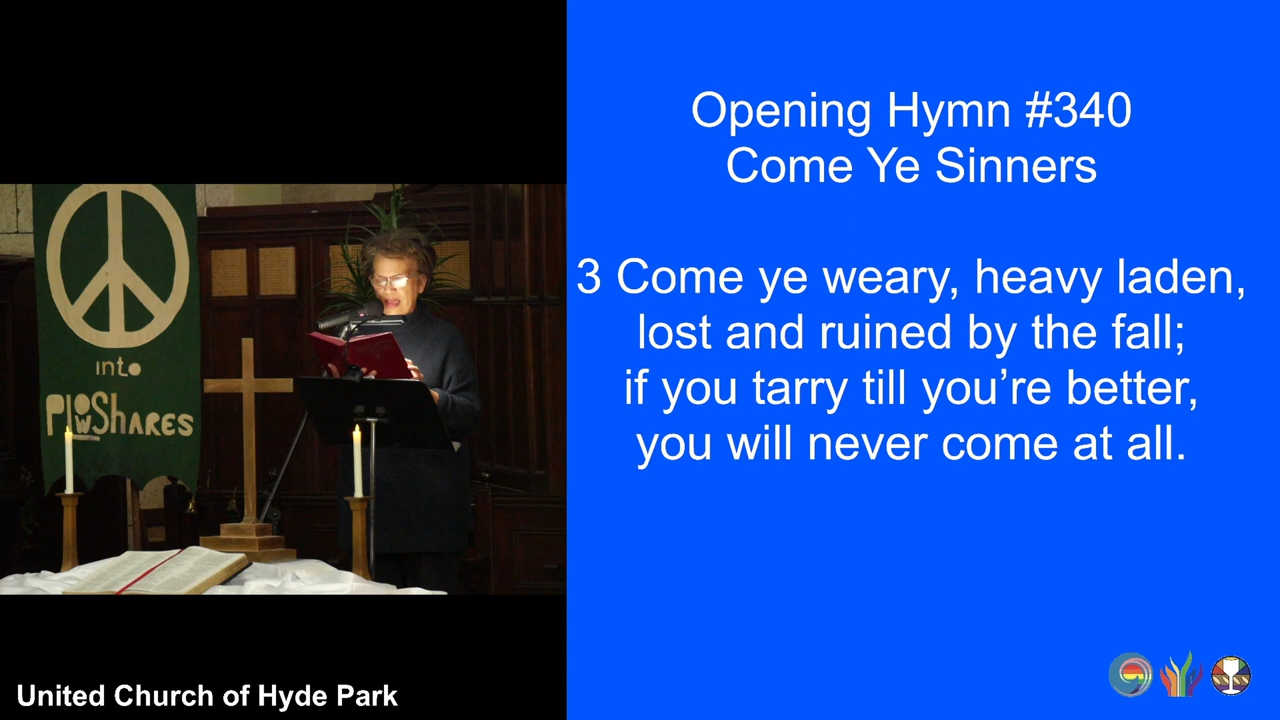 into
PlowShares
United Church of Hyde Park
Opening Hymn #340
Come Ye Sinners
3 Come ye weary, heavy laden,
lost and ruined by the fall;
if you tarry till you’re better,
you will never come at all.